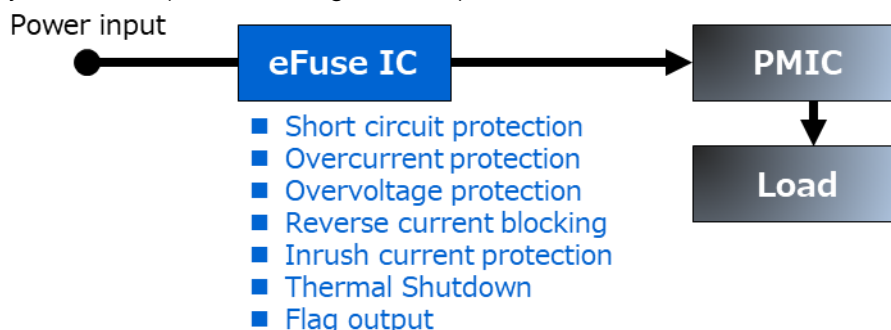 Power input
eFuse IC
PMIC
Short circuit protection
Overcurrent protection
Overvoltage protection
Reverse current blocking
Inrush current protection
Thermal Shutdown
Flag output
Load